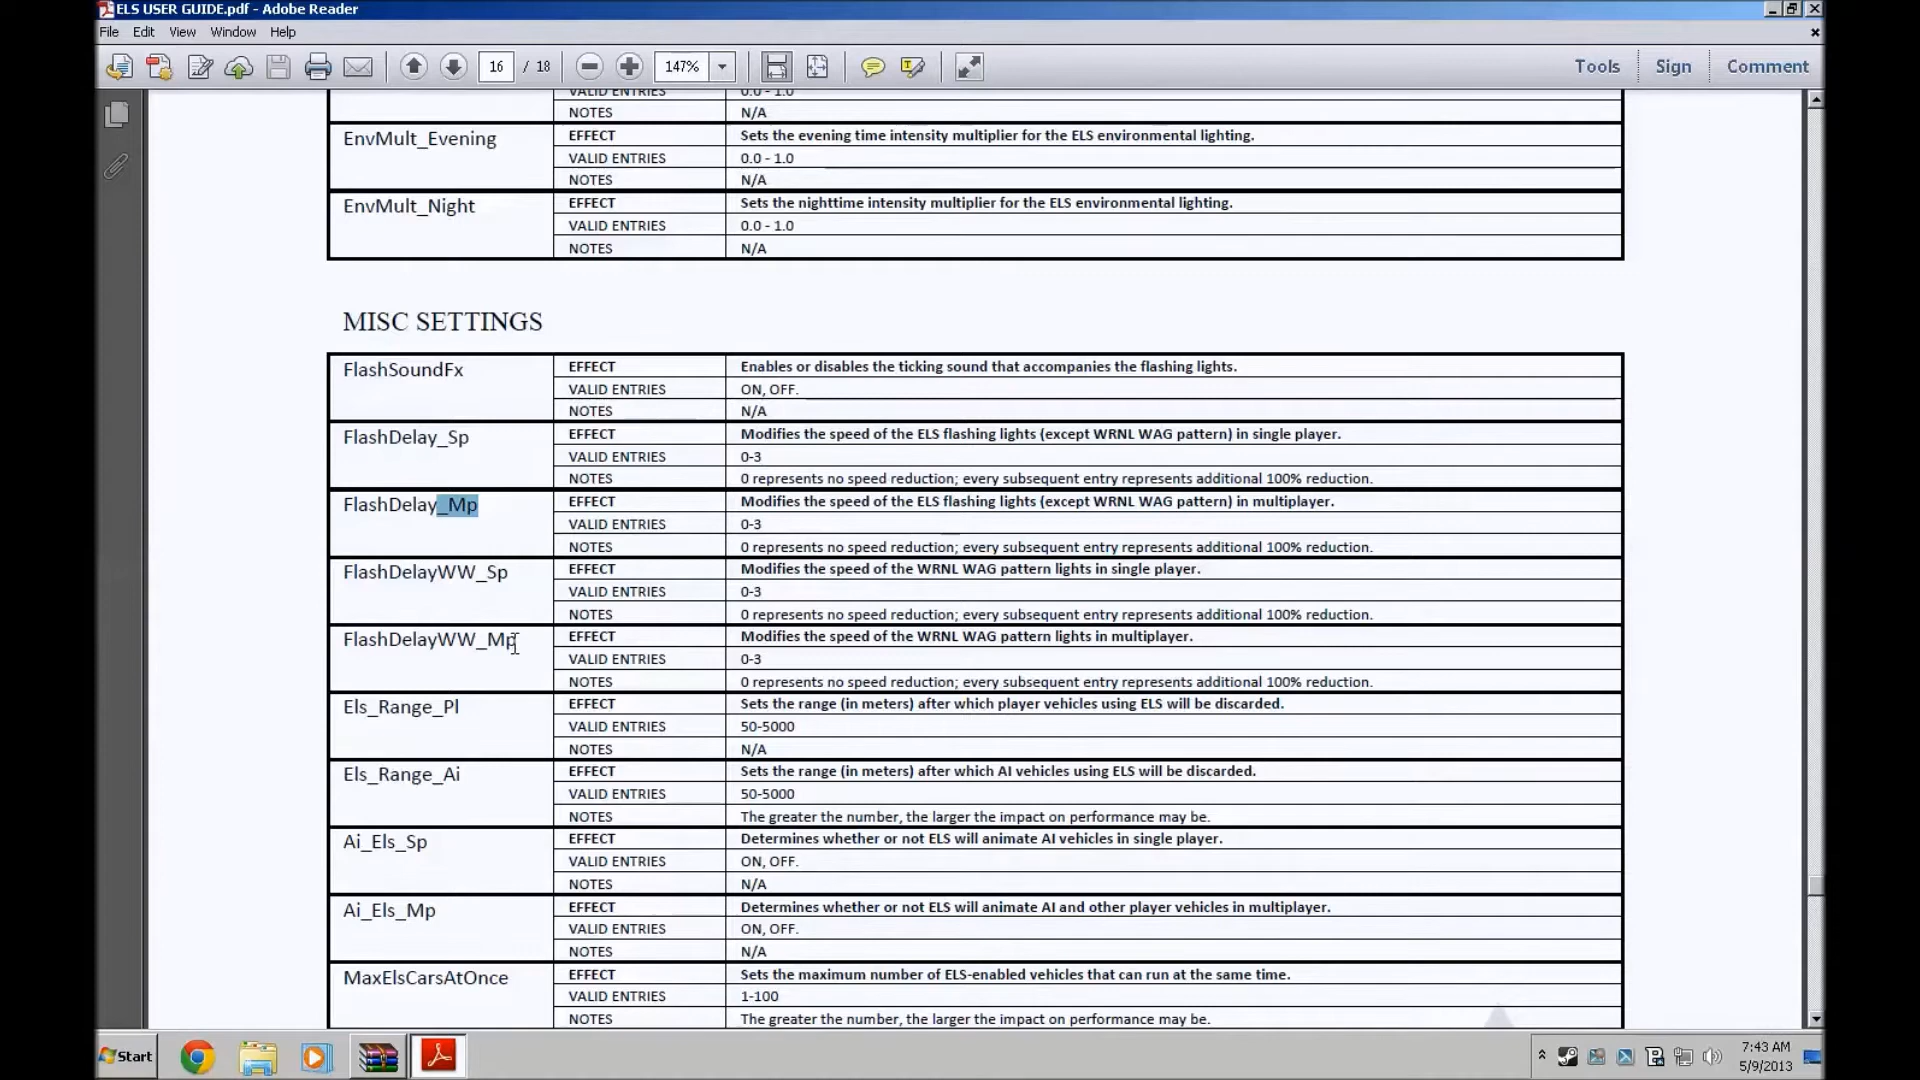 ELS USER GUIDE.pdf - Adobe Reader
File Edit View Window Help
16 / 18 147% Tools Sign Comment
VALID ENTRIES 0.0 - 1.0
NOTES N/A
EnvMult_Evening EFFECT Sets the evening time intensity multiplier for the ELS environmental lighting.
VALID ENTRIES 0.0 - 1.0
NOTES N/A
EnvMult_Night EFFECT Sets the nighttime intensity multiplier for the ELS environmental lighting.
VALID ENTRIES 0.0 - 1.0
NOTES N/A
MISC SETTINGS
FlashSoundFx EFFECT Enables or disables the ticking sound that accompanies the flashing lights.
VALID ENTRIES ON, OFF.
NOTES N/A
FlashDelay_Sp EFFECT Modifies the speed of the ELS flashing lights (except WRNL WAG pattern) in single player.
VALID ENTRIES 0-3
NOTES 0 represents no speed reduction; every subsequent entry represents additional 100% reduction.
FlashDelay_Mp EFFECT Modifies the speed of the ELS flashing lights (except WRNL WAG pattern) in multiplayer.
VALID ENTRIES 0-3
NOTES 0 represents no speed reduction; every subsequent entry represents additional 100% reduction.
FlashDelayWW_Sp EFFECT Modifies the speed of the WRNL WAG pattern lights in single player.
VALID ENTRIES 0-3
NOTES 0 represents no speed reduction; every subsequent entry represents additional 100% reduction.
FlashDelayWW_Mp EFFECT Modifies the speed of the WRNL WAG pattern lights in multiplayer.
VALID ENTRIES 0-3
NOTES 0 represents no speed reduction; every subsequent entry represents additional 100% reduction.
Els_Range_Pl EFFECT Sets the range (in meters) after which player vehicles using ELS will be discarded.
VALID ENTRIES 50-5000
NOTES N/A
Els_Range_Ai EFFECT Sets the range (in meters) after which AI vehicles using ELS will be discarded.
VALID ENTRIES 50-5000
NOTES The greater the number, the larger the impact on performance may be.
Ai_Els_Sp EFFECT Determines whether or not ELS will animate AI vehicles in single player.
VALID ENTRIES ON, OFF.
NOTES N/A
Ai_Els_Mp EFFECT Determines whether or not ELS will animate AI and other player vehicles in multiplayer.
VALID ENTRIES ON, OFF.
NOTES N/A
MaxElsCarsAtOnce EFFECT Sets the maximum number of ELS-enabled vehicles that can run at the same time.
VALID ENTRIES 1-100
NOTES The greater the number, the larger the impact on performance may be.
Start 7:43 AM
5/9/2013